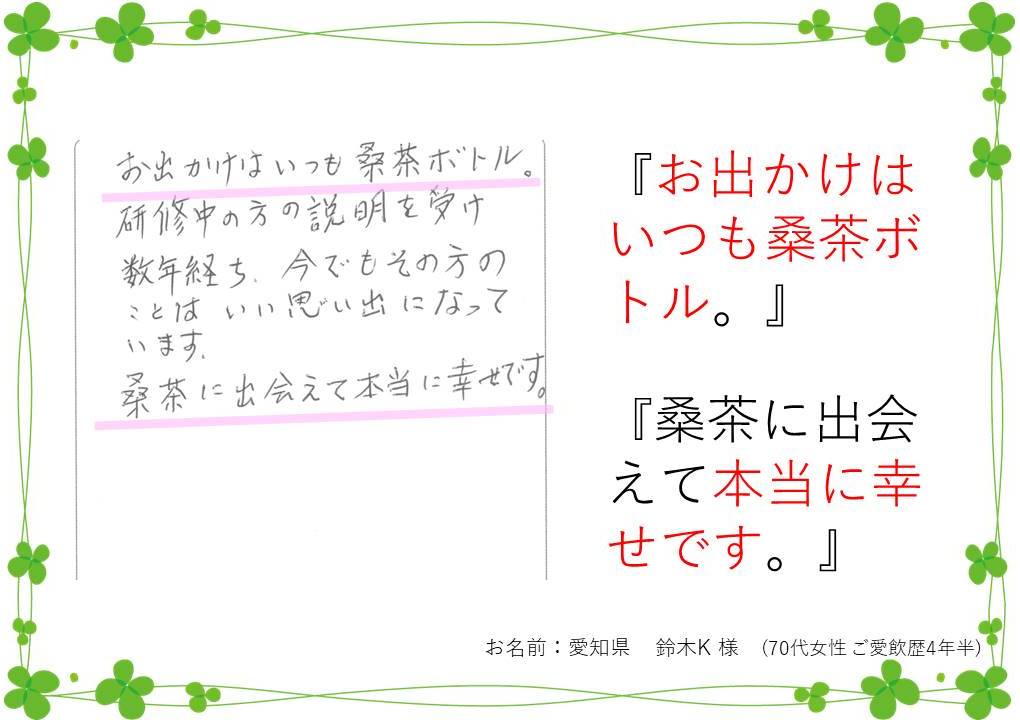 お出かけはいつも桑茶ボトル。
研修中の方の説明を受け
数年経ち、今でもその方の
ことは いい思い出になって
います。
桑茶に出会えて本当に幸せです。
『お出かけは
いつも桑茶ボ
トル。』
『桑茶に出会
えて本当に幸
せです。』
お名前：愛知県　鈴木K 様　(70代女性 ご愛飲歴4年半)